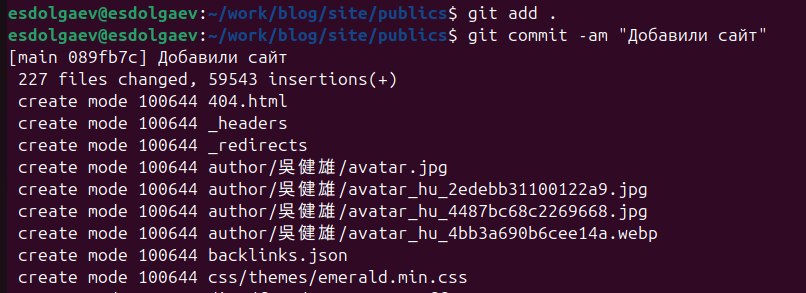 esdolgaev@esdolgaev:~/work/blog/site/publics$ git add .
esdolgaev@esdolgaev:~/work/blog/site/publics$ git commit -am "Добавили сайт"
[main 089fb7c] Добавили сайт
 227 files changed, 59543 insertions(+)
 create mode 100644 404.html
 create mode 100644 _headers
 create mode 100644 _redirects
 create mode 100644 author/吳健雄/avatar.jpg
 create mode 100644 author/吳健雄/avatar_hu_2edebb31100122a9.jpg
 create mode 100644 author/吳健雄/avatar_hu_4487bc68c2269668.jpg
 create mode 100644 author/吳健雄/avatar_hu_4bb3a690b6cee14a.webp
 create mode 100644 backlinks.json
 create mode 100644 css/themes/emerald.min.css